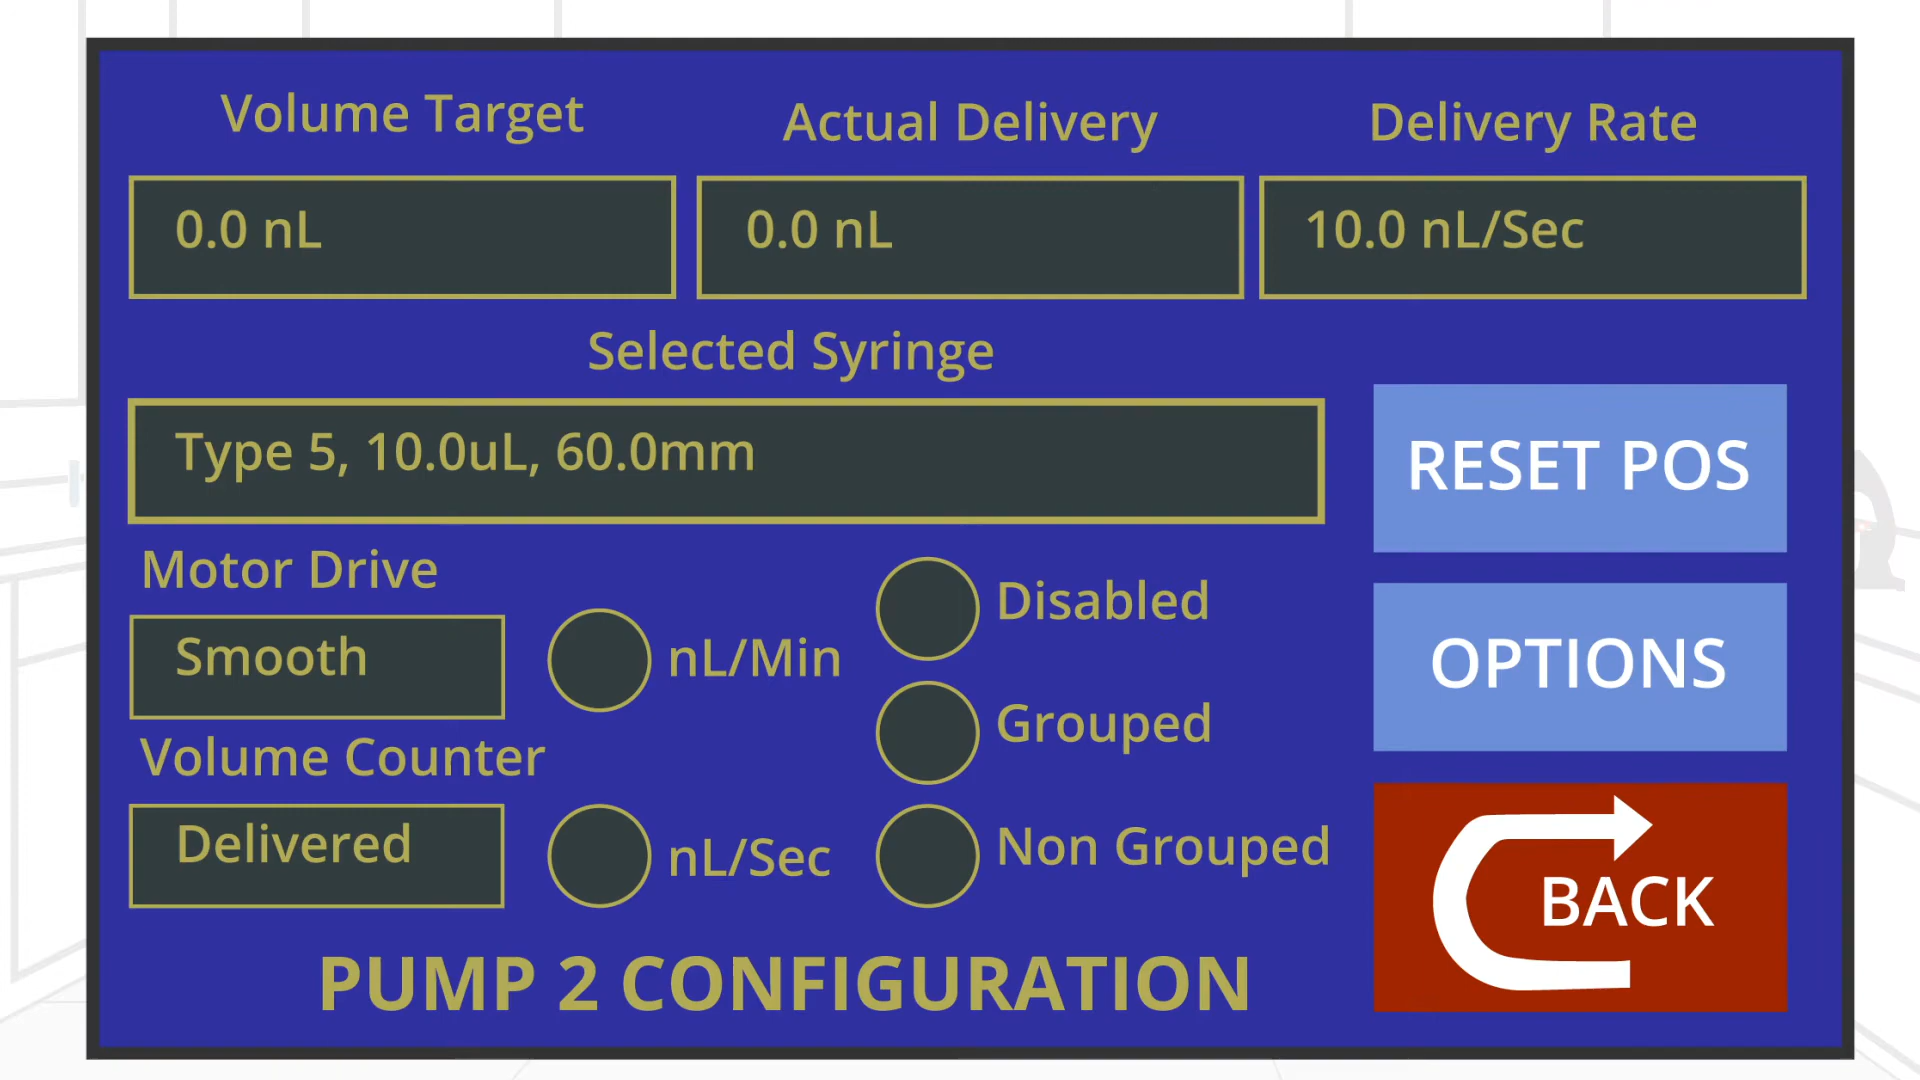 Volume Target
Actual Delivery
Delivery Rate
0.0 nL
0.0 nL
10.0 nL/Sec
Selected Syringe
Type 5, 10.0uL, 60.0mm
RESET POS
Motor Drive
Smooth
nL/Min
Disabled
OPTIONS
Grouped
Volume Counter
Delivered
nL/Sec
Non Grouped
BACK
PUMP 2 CONFIGURATION